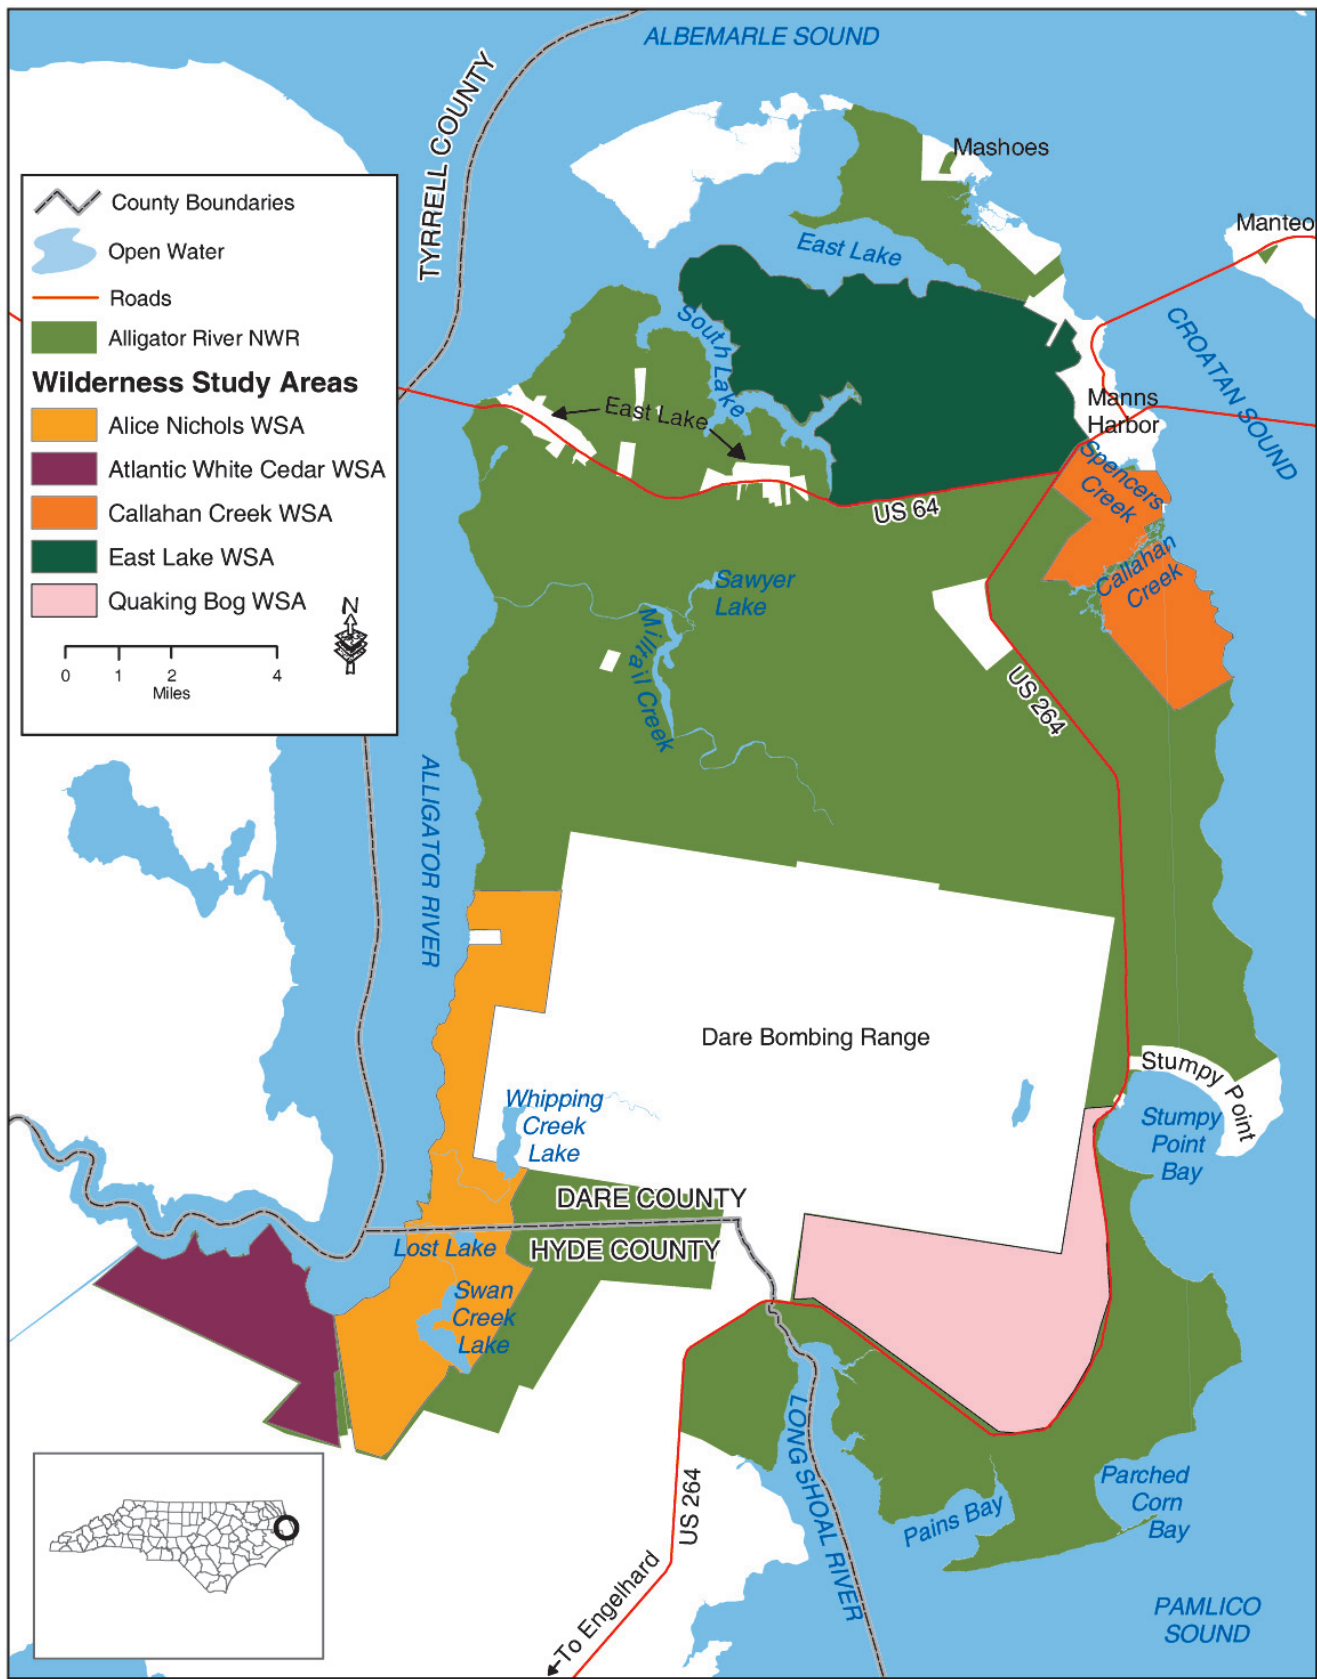 ALBEMARLE SOUND
TYRRELL COUNTY
Mashoes
Manteo
East Lake
CROATAN SOUND
County Boundaries
Open Water
Roads
Alligator River NWR
Wilderness Study Areas
Alice Nichols WSA
Atlantic White Cedar WSA
Callahan Creek WSA
East Lake WSA
Quaking Bog WSA
N
0 1 2 4
Miles
South Lake
East Lake
Manns
Harbor
Spencers
Creek
US 64
Callahan
Creek
Sawyer
Lake
Milltail Creek
US 264
ALLIGATOR RIVER
Dare Bombing Range
Stumpy Point
Whipping
Creek
Lake
Stumpy
Point
Bay
DARE COUNTY
HYDE COUNTY
Lost Lake
Swan
Creek
Lake
LONG SHOAL RIVER
US 264
Pains Bay
Parched
Corn
Bay
To Engelhard
PAMLICO
SOUND